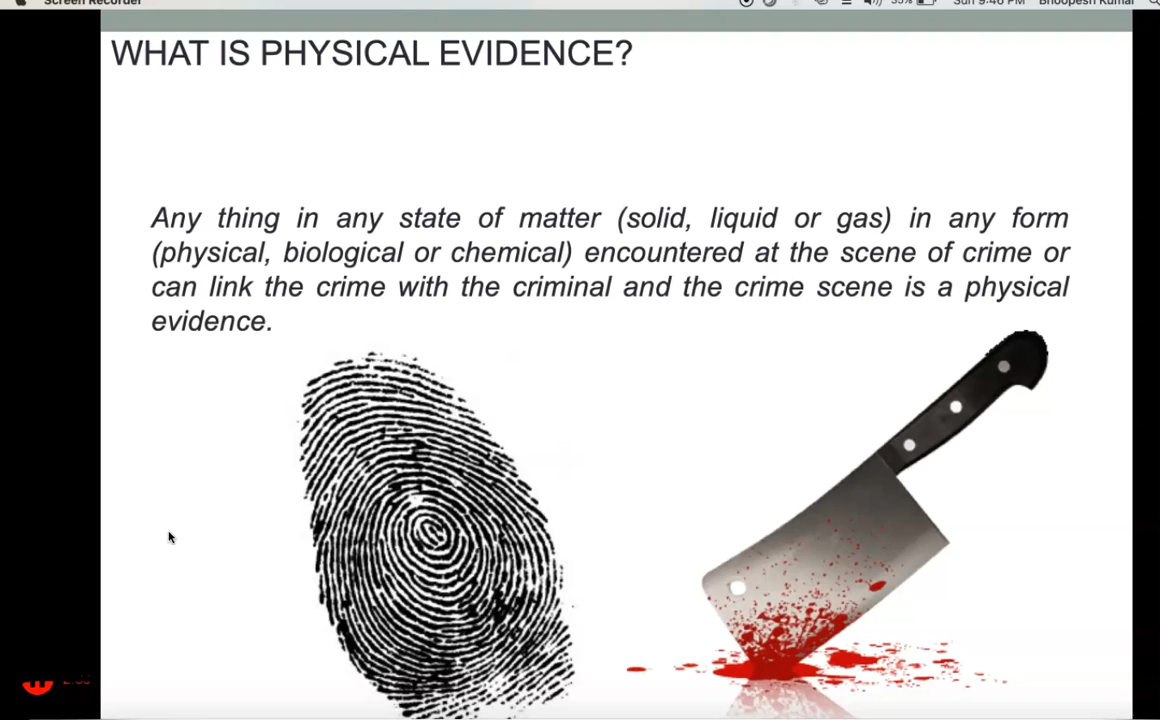 Screen Recorder 35% Sun 9:46 PM Bhoopesh Kumar
WHAT IS PHYSICAL EVIDENCE?
Any thing in any state of matter (solid, liquid or gas) in any form
(physical, biological or chemical) encountered at the scene of crime or
can link the crime with the criminal and the crime scene is a physical
evidence.